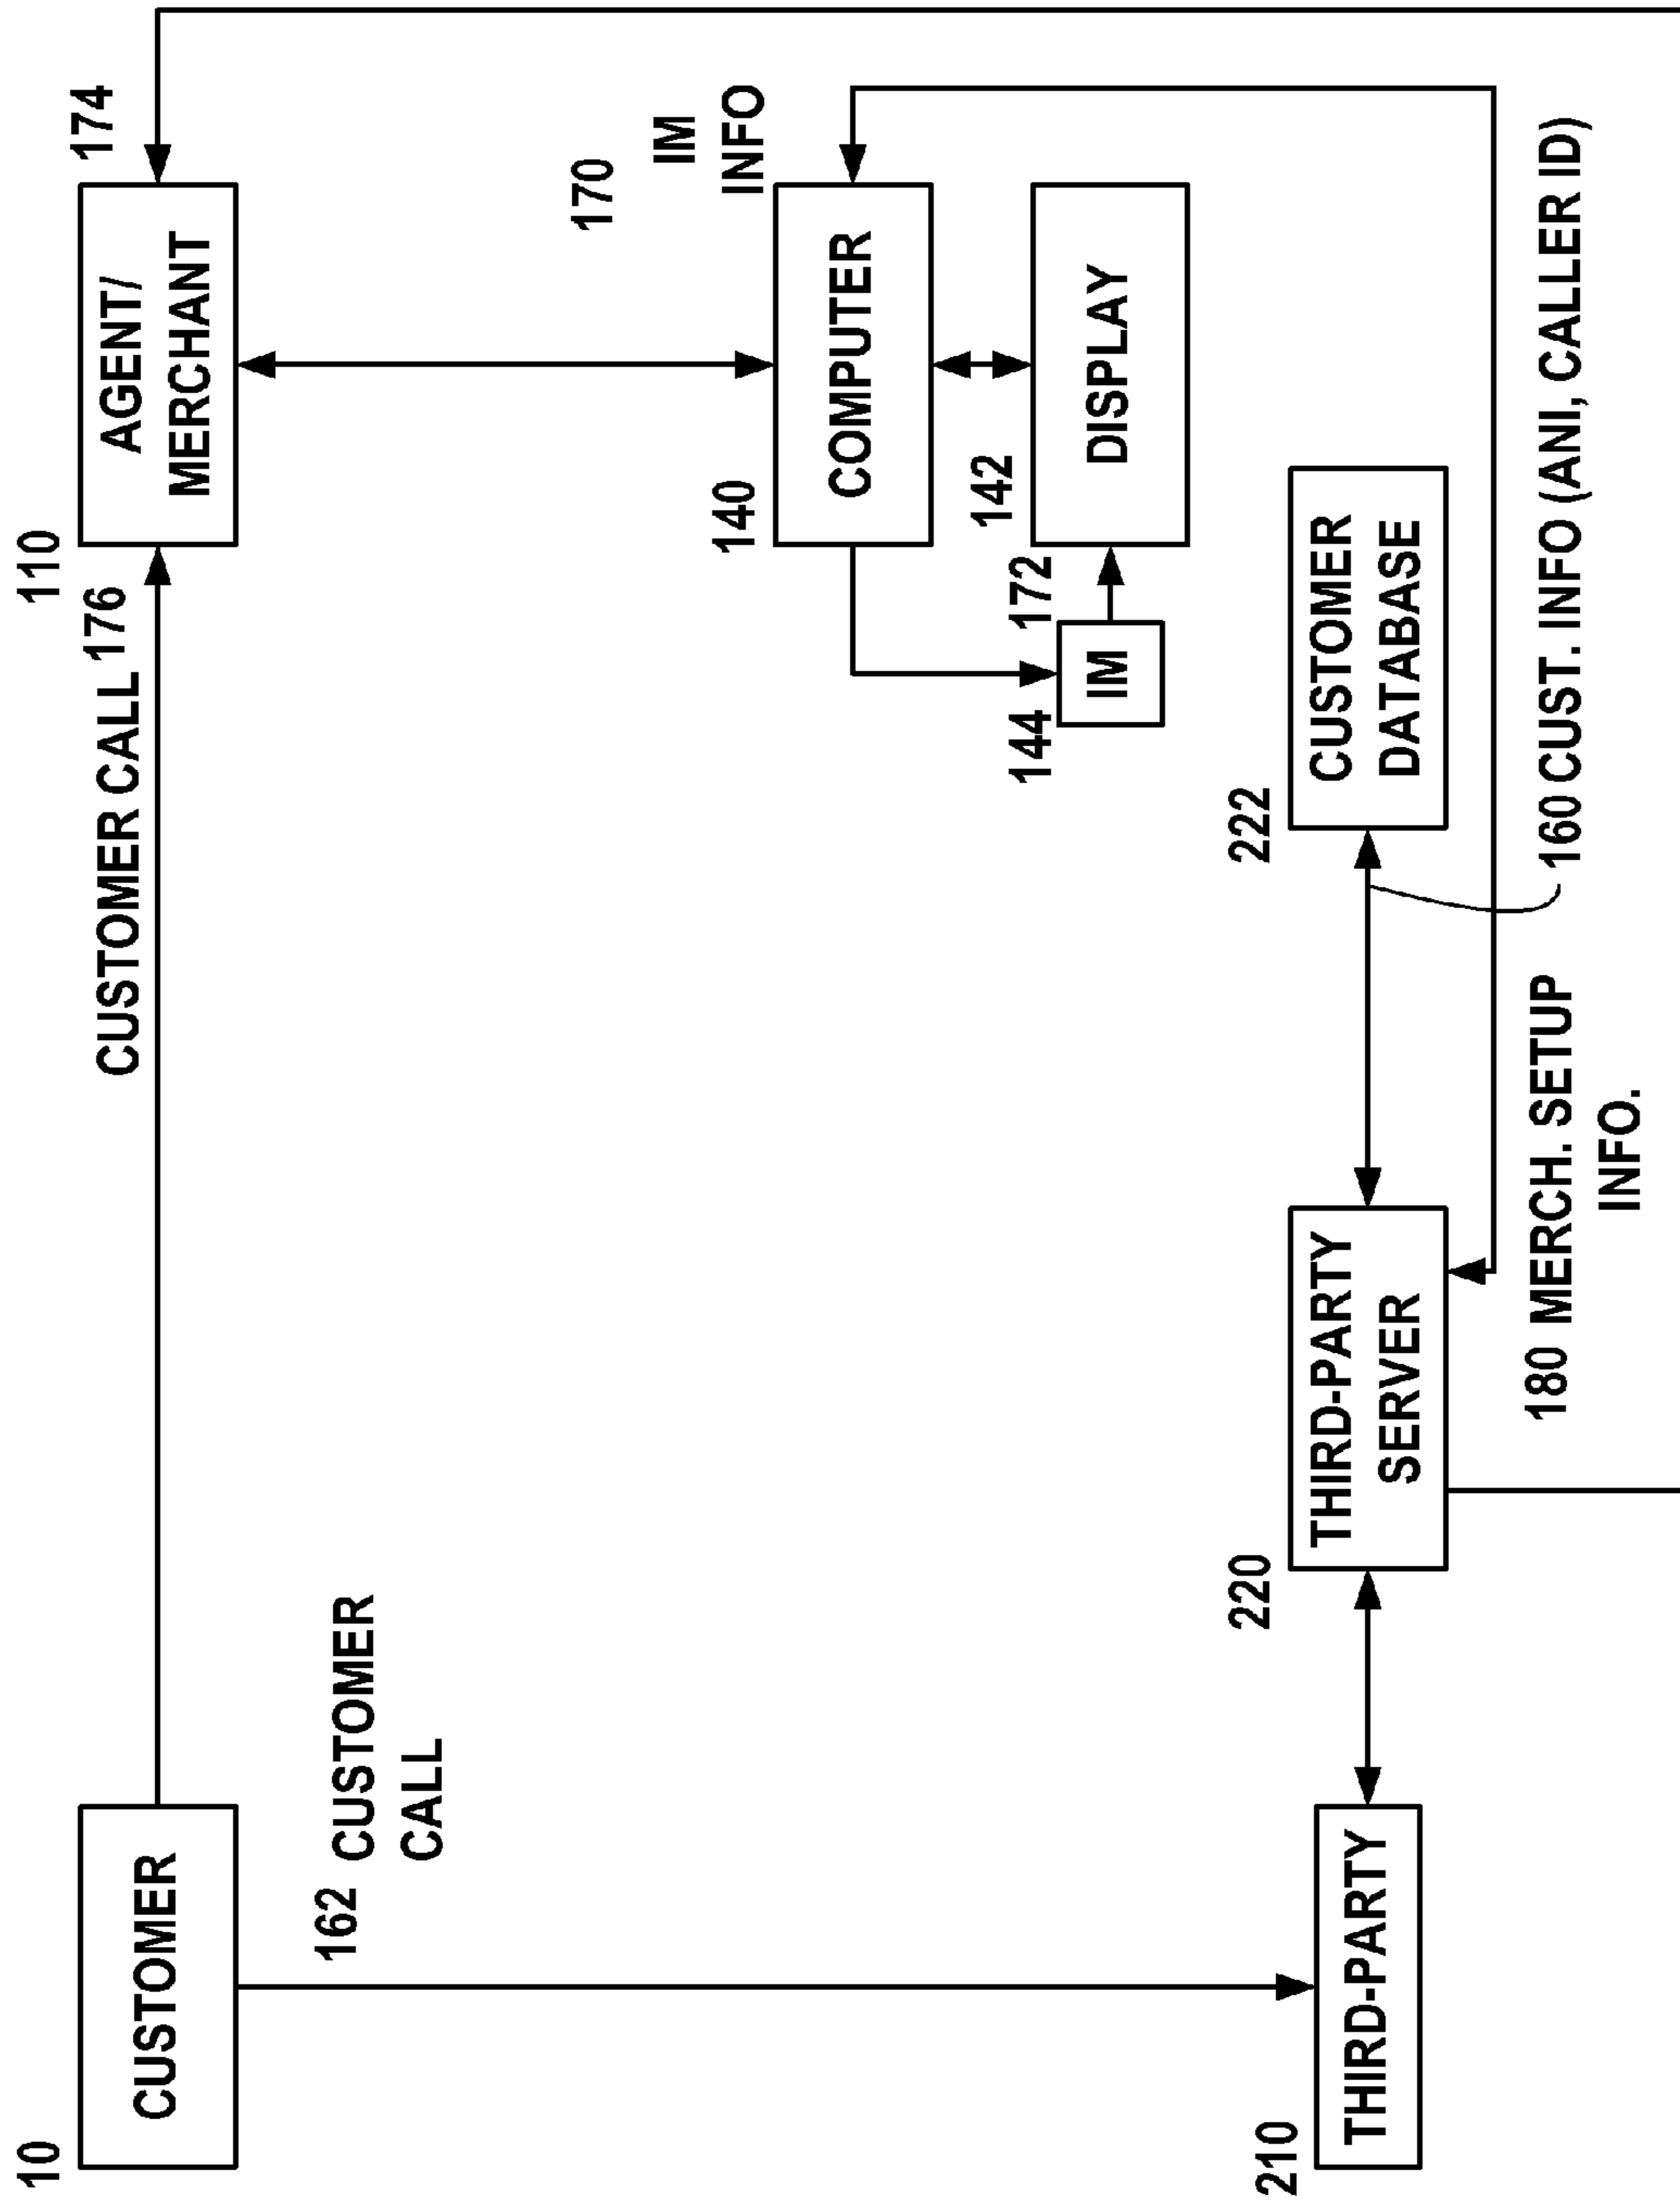 10
CUSTOMER
162 CUSTOMER
CALL
CUSTOMER CALL 176
110
AGENT/
MERCHANT
174
170
IM
INFO
140
COMPUTER
142
DISPLAY
144
IM
172
210
THIRD-PARTY
220
THIRD-PARTY
SERVER
222
CUSTOMER
DATABASE
160 CUST. INFO (ANI, CALLER ID)
180 MERCH. SETUP
INFO.